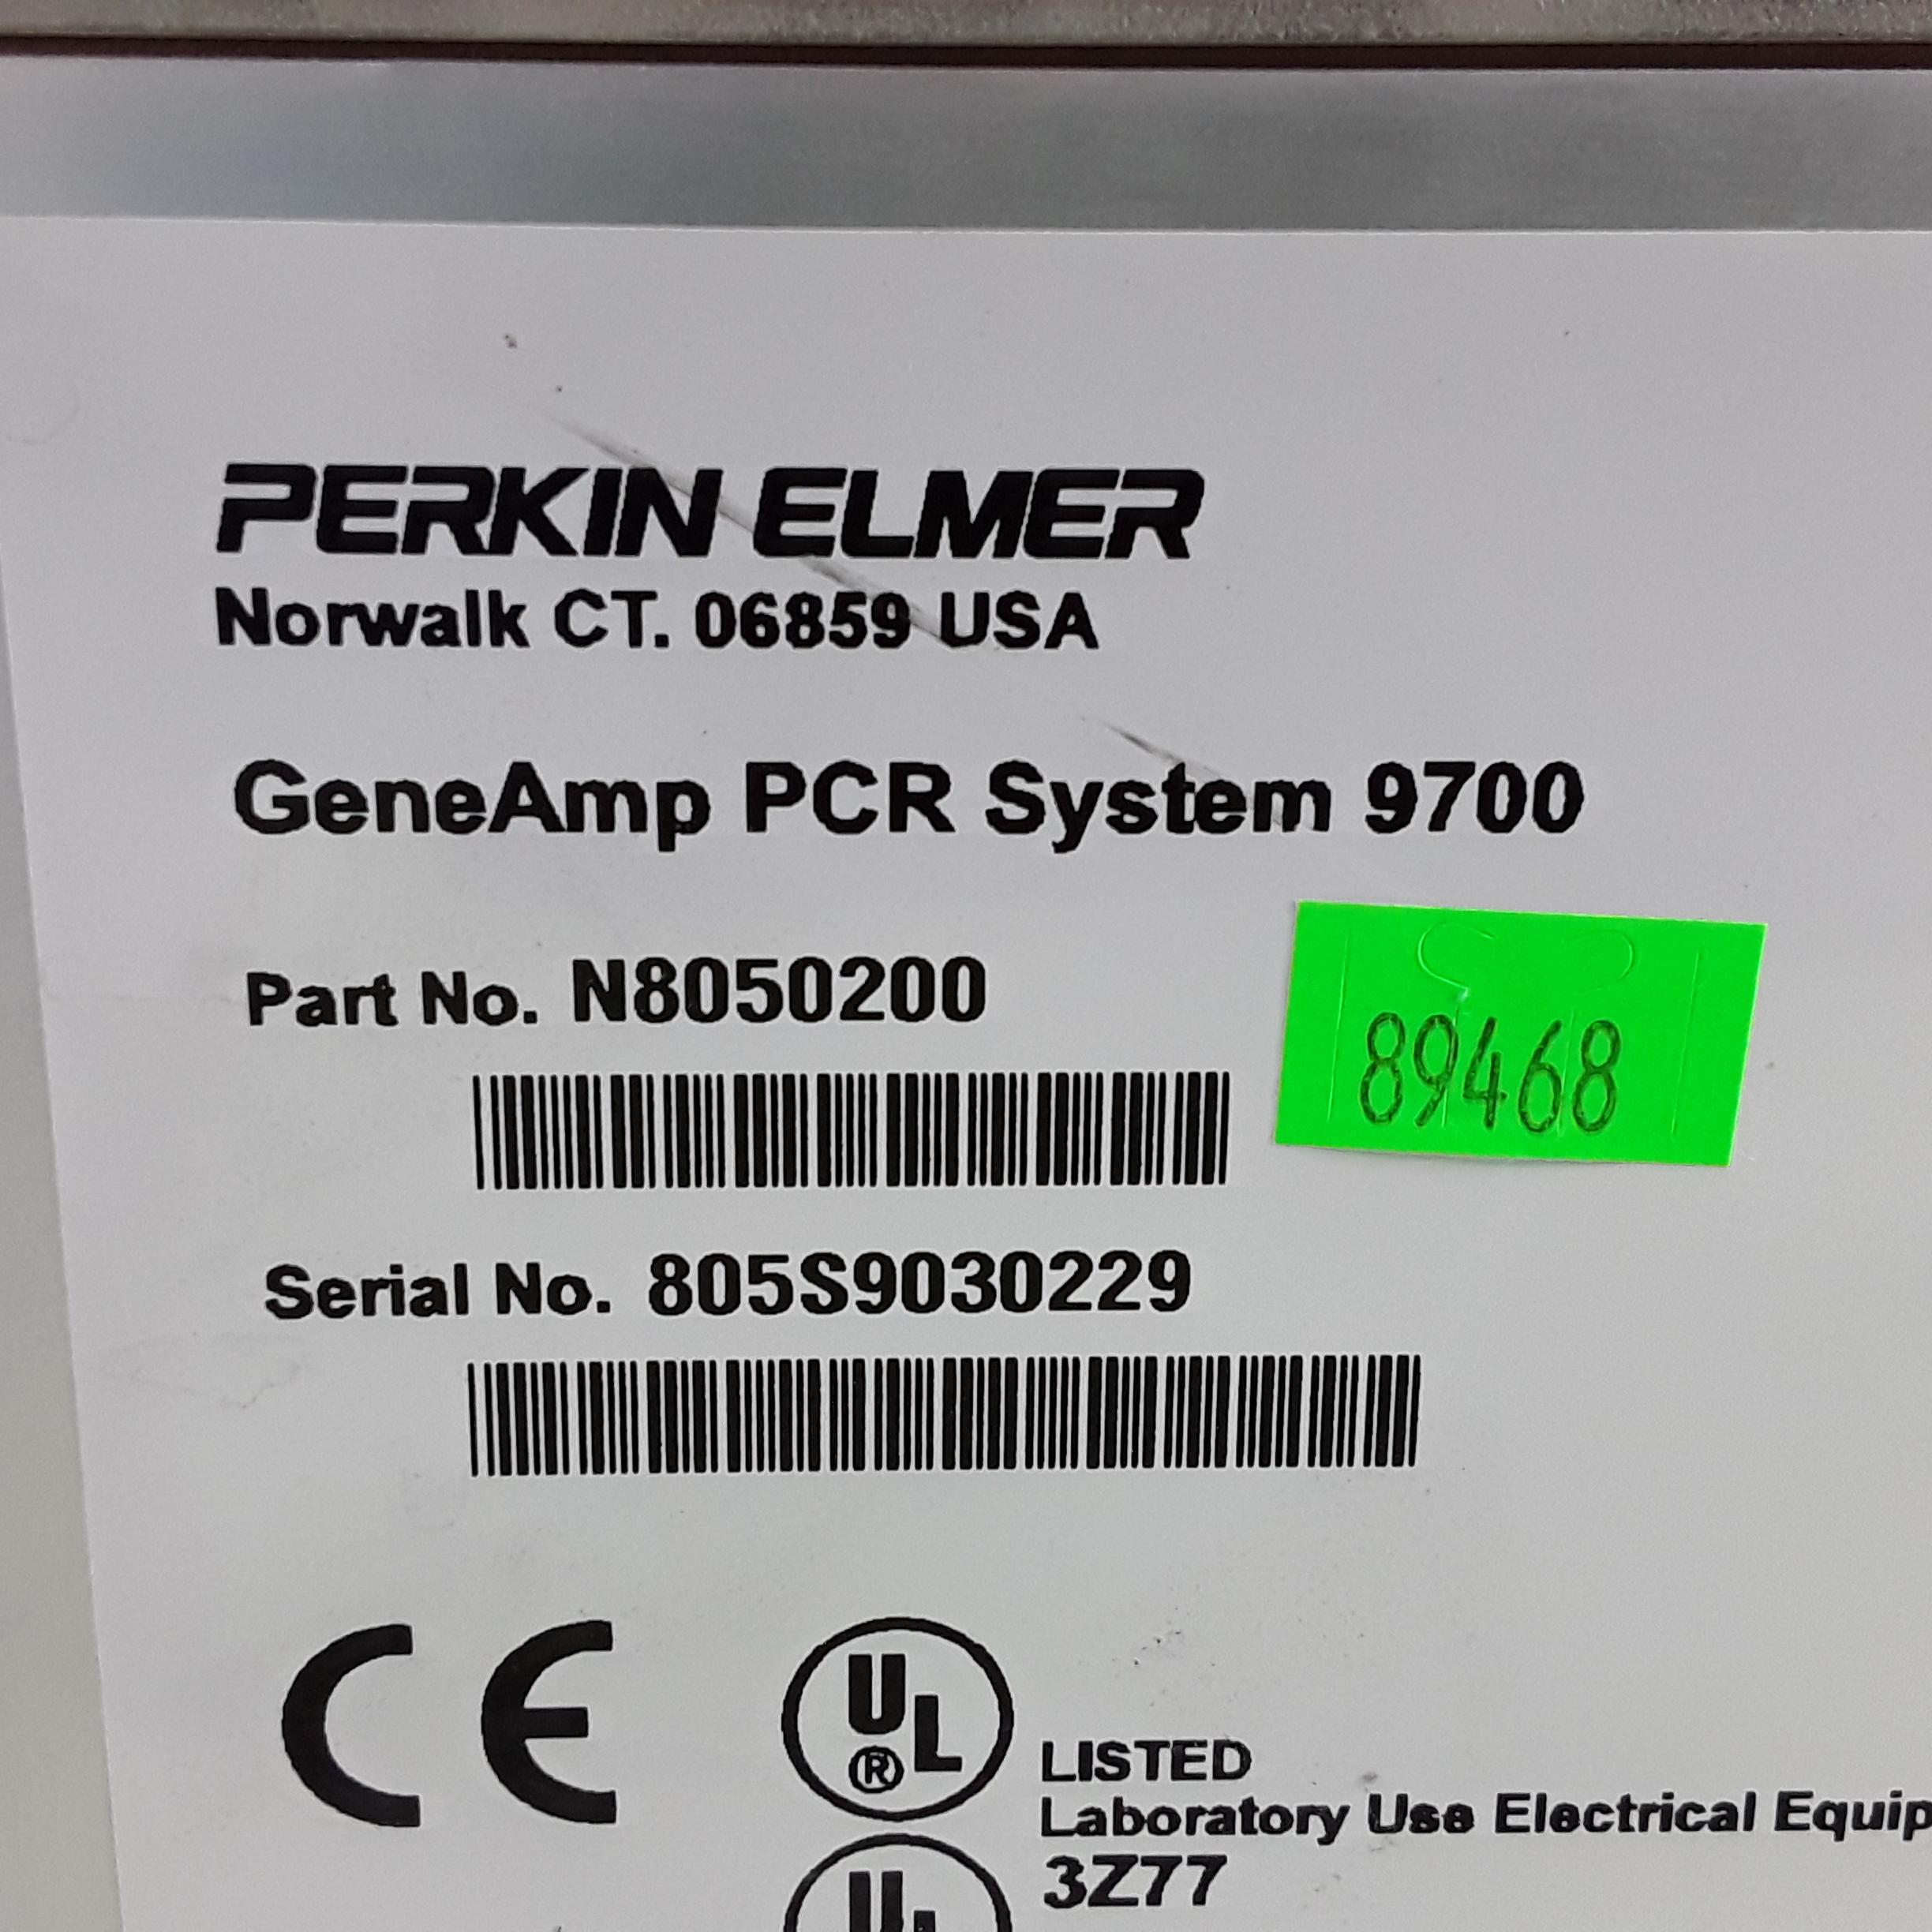 PERKIN ELMER
Norwalk CT. 06859 USA
GeneAmp PCR System 9700
Part No. N8050200
89468
Serial No. 805S9030229
CE
UL
®
LISTED
Laboratory Use Electrical Equip
3Z77
UL